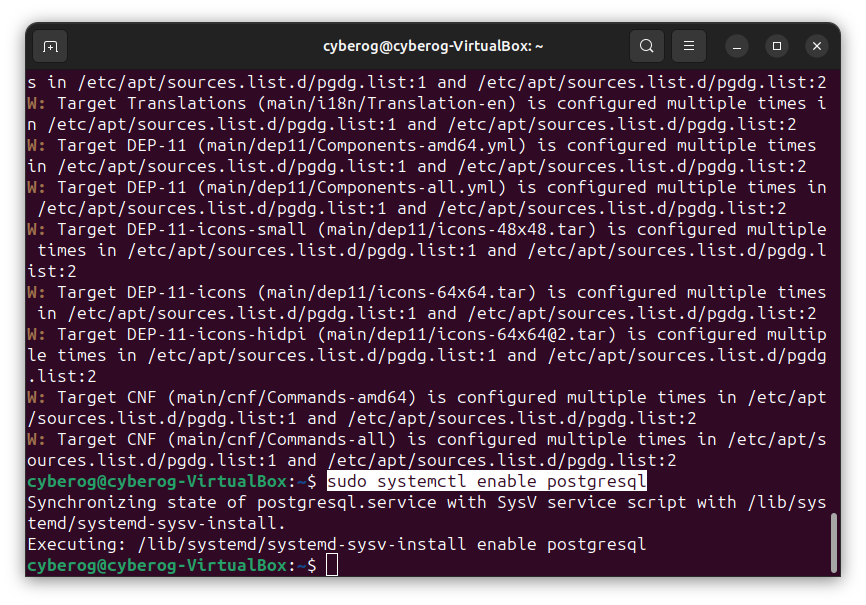 cyberog@cyberog-VirtualBox: ~
s in /etc/apt/sources.list.d/pgdg.list:1 and /etc/apt/sources.list.d/pgdg.list:2
W: Target Translations (main/i18n/Translation-en) is configured multiple times i
n /etc/apt/sources.list.d/pgdg.list:1 and /etc/apt/sources.list.d/pgdg.list:2
W: Target DEP-11 (main/dep11/Components-amd64.yml) is configured multiple times
in /etc/apt/sources.list.d/pgdg.list:1 and /etc/apt/sources.list.d/pgdg.list:2
W: Target DEP-11 (main/dep11/Components-all.yml) is configured multiple times in
 /etc/apt/sources.list.d/pgdg.list:1 and /etc/apt/sources.list.d/pgdg.list:2
W: Target DEP-11-icons-small (main/dep11/icons-48x48.tar) is configured multiple
 times in /etc/apt/sources.list.d/pgdg.list:1 and /etc/apt/sources.list.d/pgdg.l
ist:2
W: Target DEP-11-icons (main/dep11/icons-64x64.tar) is configured multiple times
 in /etc/apt/sources.list.d/pgdg.list:1 and /etc/apt/sources.list.d/pgdg.list:2
W: Target DEP-11-icons-hidpi (main/dep11/icons-64x64@2.tar) is configured multip
le times in /etc/apt/sources.list.d/pgdg.list:1 and /etc/apt/sources.list.d/pgdg
.list:2
W: Target CNF (main/cnf/Commands-amd64) is configured multiple times in /etc/apt
/sources.list.d/pgdg.list:1 and /etc/apt/sources.list.d/pgdg.list:2
W: Target CNF (main/cnf/Commands-all) is configured multiple times in /etc/apt/s
ources.list.d/pgdg.list:1 and /etc/apt/sources.list.d/pgdg.list:2
cyberog@cyberog-VirtualBox:~$ sudo systemctl enable postgresql
Synchronizing state of postgresql.service with SysV service script with /lib/sys
temd/systemd-sysv-install.
Executing: /lib/systemd/systemd-sysv-install enable postgresql
cyberog@cyberog-VirtualBox:~$